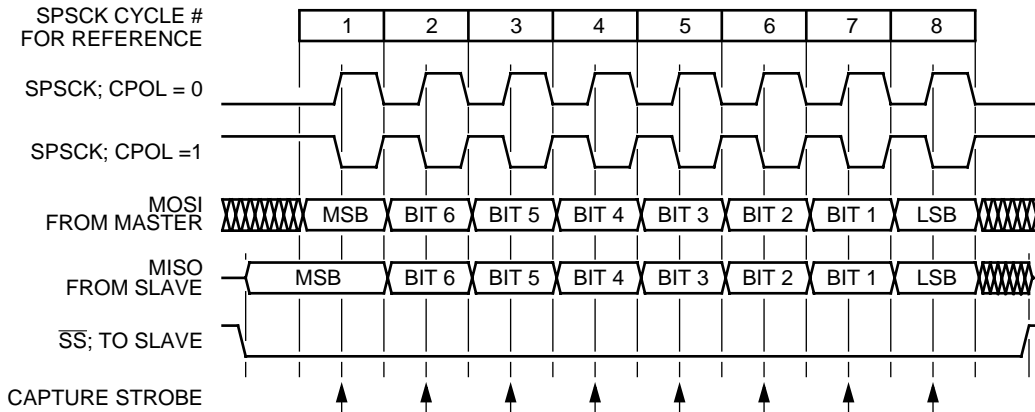 SPSCK CYCLE #
FOR REFERENCE
1 2 3 4 5 6 7 8
SPSCK; CPOL = 0
SPSCK; CPOL =1
MOSI
FROM MASTER
MSB BIT 6 BIT 5 BIT 4 BIT 3 BIT 2 BIT 1 LSB
MISO
FROM SLAVE
MSB BIT 6 BIT 5 BIT 4 BIT 3 BIT 2 BIT 1 LSB
S̅S̅; TO SLAVE
CAPTURE STROBE